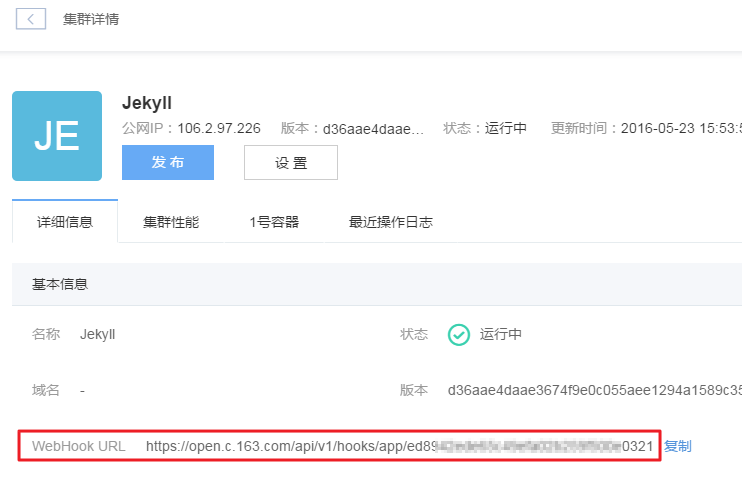 集群详情
JE
Jekyll
公网IP：106.2.97.226 版本：d36aae4daae... 状态：运行中 更新时间：2016-05-23 15:53:5
发布 设置
详细信息 集群性能 1号容器 最近操作日志
基本信息
名称 Jekyll 状态 运行中
域名 - 版本 d36aae4daae3674f9e0c055aee1294a1589c35
WebHook URL https://open.c.163.com/api/v1/hooks/app/ed89 0321 复制